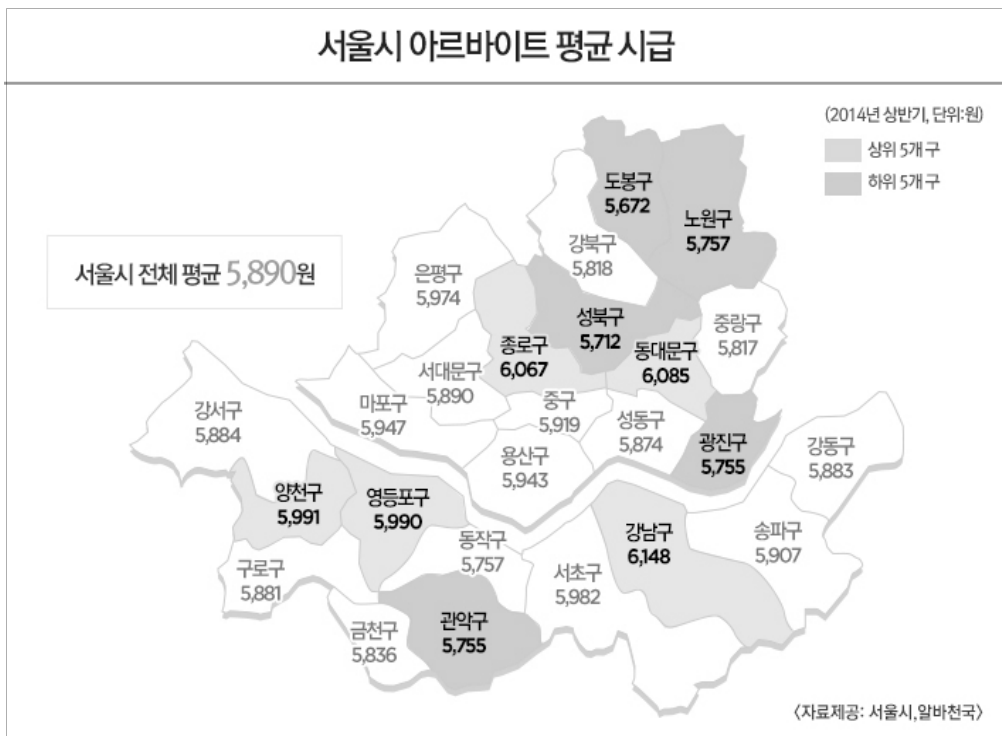 서울시 아르바이트 평균 시급
(2014년 상반기, 단위:원)
상위 5개 구
하위 5개 구
서울시 전체 평균 5,890원
도봉구
5,672
노원구
5,757
강북구
5,818
은평구
5,974
성북구
5,712
중랑구
5,817
종로구
6,067
동대문구
6,085
서대문구
5,890
마포구
5,947
중구
5,919
성동구
5,874
강서구
5,884
용산구
5,943
광진구
5,755
강동구
5,883
양천구
5,991
영등포구
5,990
동작구
5,757
강남구
6,148
송파구
5,907
구로구
5,881
서초구
5,982
금천구
5,836
관악구
5,755
〈자료제공: 서울시,알바천국〉